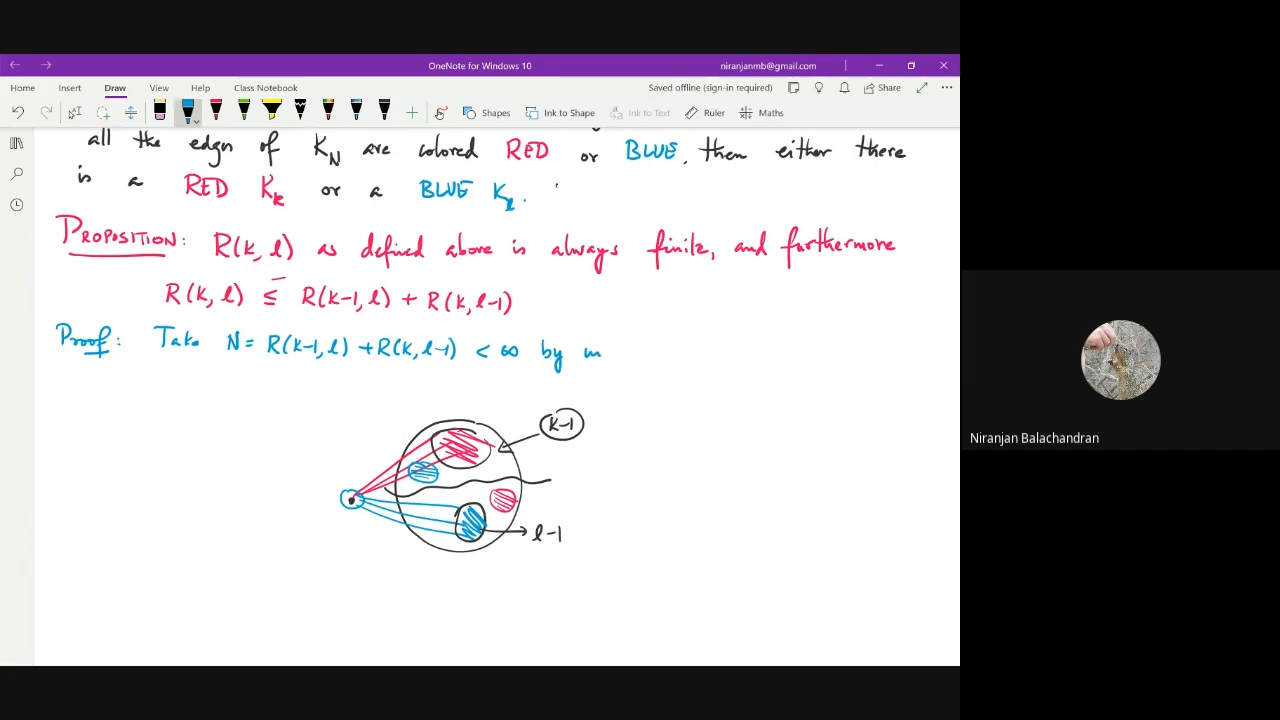 OneNote for Windows 10
niranjanmb@gmail.com
Home Insert Draw View Help Class Notebook
Saved offline (sign-in required) Share
Shapes Ink to Shape Ink to Text Ruler Maths
all the edges of K_N are colored RED or BLUE, then either there
is a RED K_k or a BLUE K_l.
PROPOSITION: R(k, l) as defined above is always finite, and furthermore
R(k, l) ≤ R(k-1, l) + R(k, l-1)
Proof: Take N = R(k-1, l) + R(k, l-1) < ∞ by in
k-1
l-1
Niranjan Balachandran